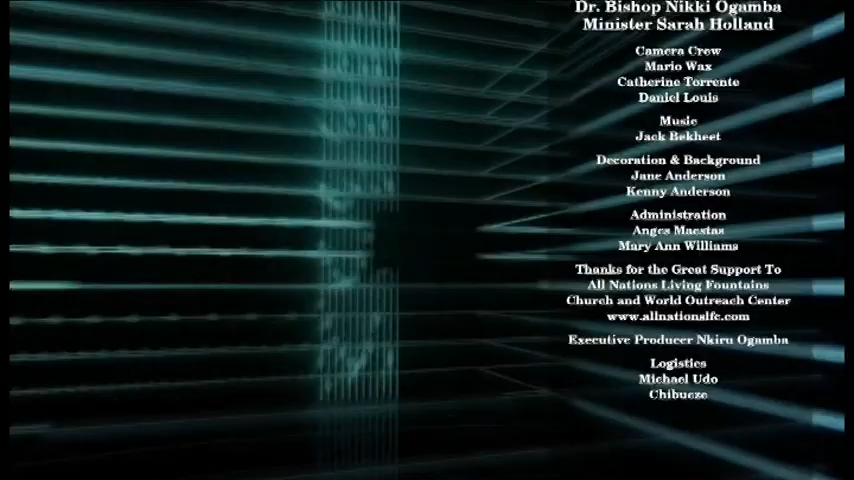 Dr. Bishop Nikki Ogamba
Minister Sarah Holland
Camera Crew
Mario Wax
Catherine Torrente
Daniel Louis
Music
Jack Bekheet
Decoration & Background
Jane Anderson
Kenny Anderson
Administration
Anges Maestas
Mary Ann Williams
Thanks for the Great Support To
All Nations Living Fountains
Church and World Outreach Center
www.allnationslfc.com
Executive Producer Nkiru Ogamba
Logistics
Michael Udo
Chibueze